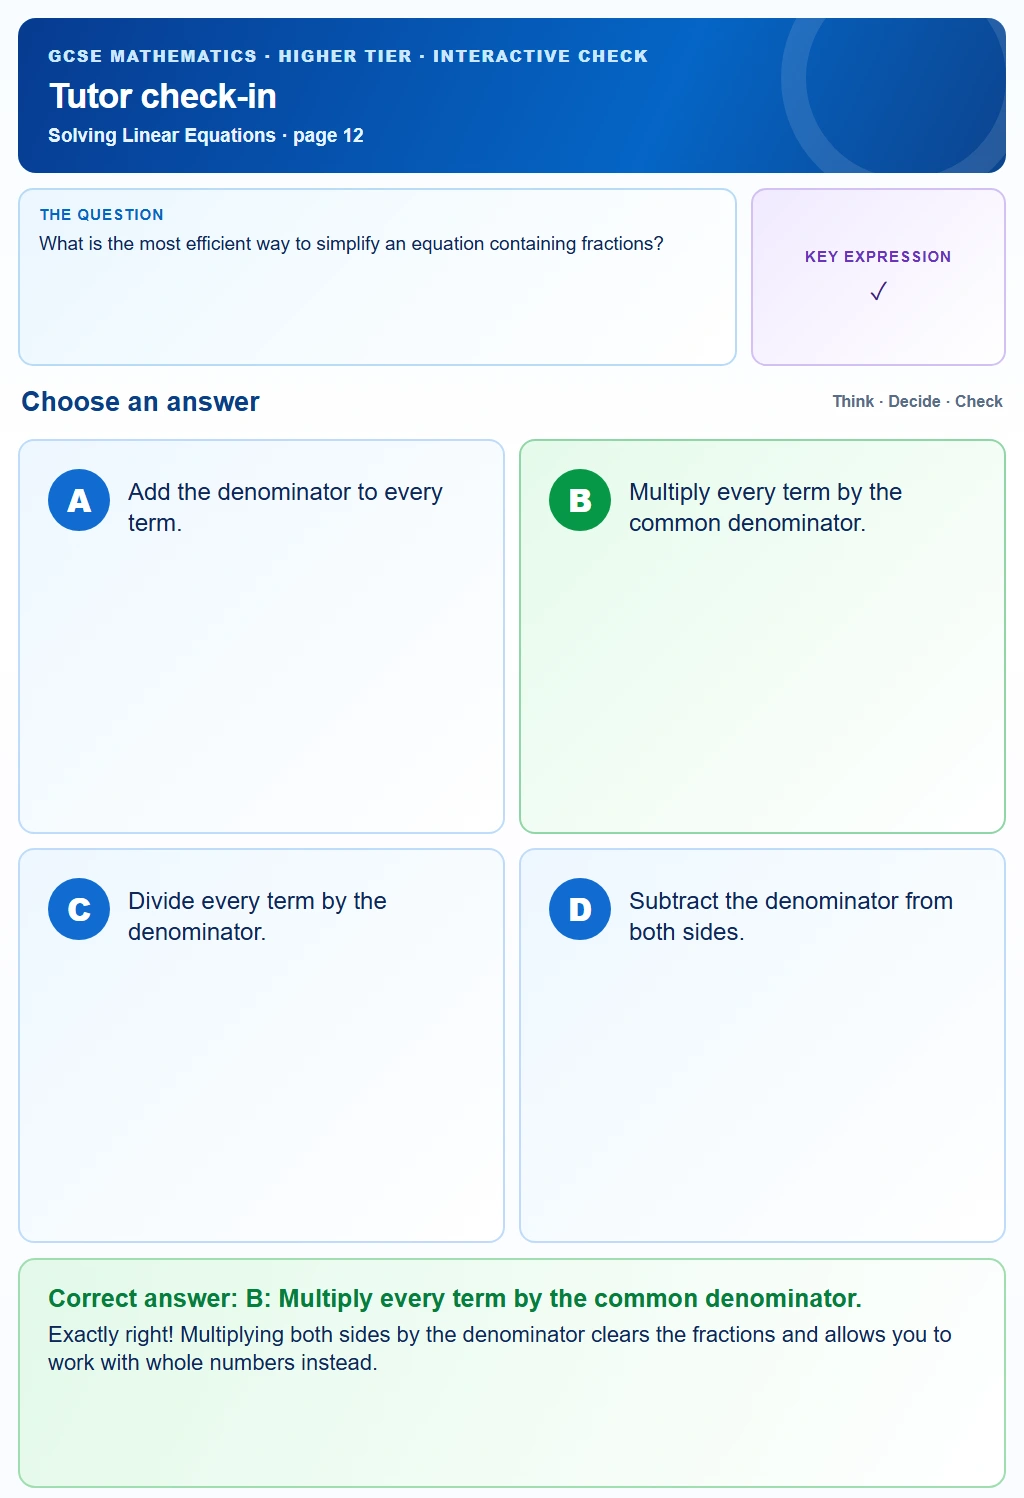 GCSE MATHEMATICS · HIGHER TIER · INTERACTIVE CHECK
Tutor check-in
Solving Linear Equations · page 12
THE QUESTION
What is the most efficient way to simplify an equation containing fractions?
KEY EXPRESSION
✓
Choose an answer
Think · Decide · Check
A
Add the denominator to every
term.
B
Multiply every term by the
common denominator.
C
Divide every term by the
denominator.
D
Subtract the denominator from
both sides.
Correct answer: B: Multiply every term by the common denominator.
Exactly right! Multiplying both sides by the denominator clears the fractions and allows you to
work with whole numbers instead.